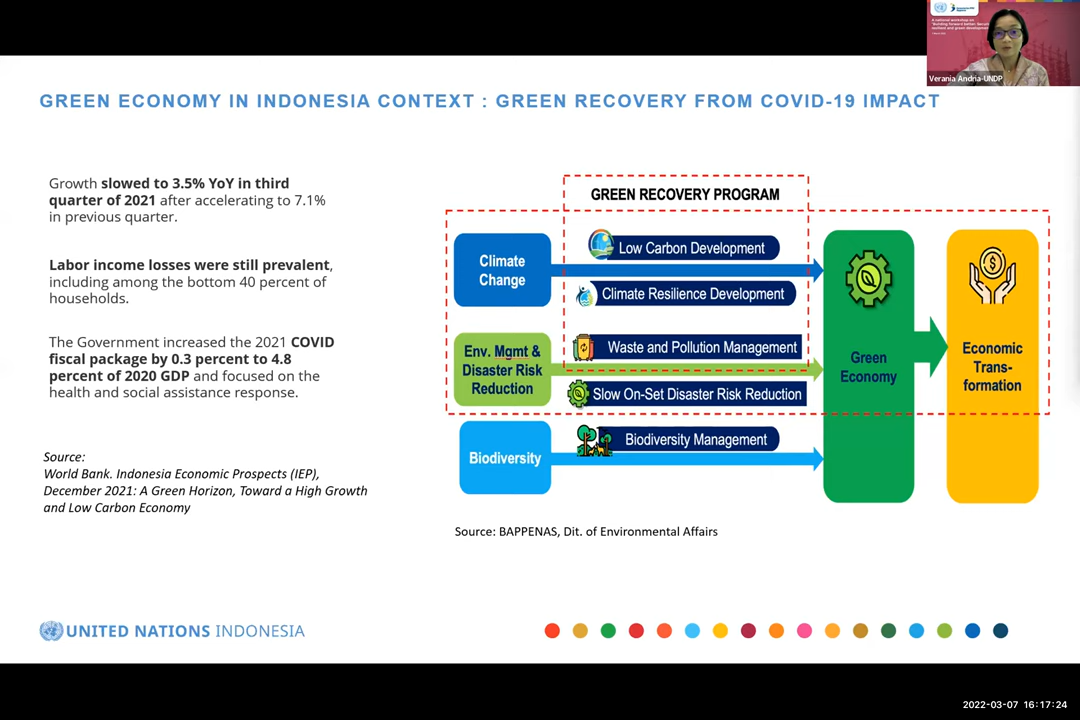 A national workshop on
Verania Andria-UNDP
GREEN ECONOMY IN INDONESIA CONTEXT : GREEN RECOVERY FROM COVID-19 IMPACT
Growth slowed to 3.5% YoY in third
quarter of 2021 after accelerating to 7.1%
in previous quarter.
Labor income losses were still prevalent,
including among the bottom 40 percent of
households.
The Government increased the 2021 COVID
fiscal package by 0.3 percent to 4.8
percent of 2020 GDP and focused on the
health and social assistance response.
Source:
World Bank. Indonesia Economic Prospects (IEP),
December 2021: A Green Horizon, Toward a High Growth
and Low Carbon Economy
GREEN RECOVERY PROGRAM
Climate
Change
Low Carbon Development
Climate Resilience Development
Env. Mgmt &
Disaster Risk
Reduction
Waste and Pollution Management
Slow On-Set Disaster Risk Reduction
Biodiversity
Biodiversity Management
Green
Economy
Economic
Trans-
formation
Source: BAPPENAS, Dit. of Environmental Affairs
UNITED NATIONS INDONESIA
2022-03-07 16:17:24